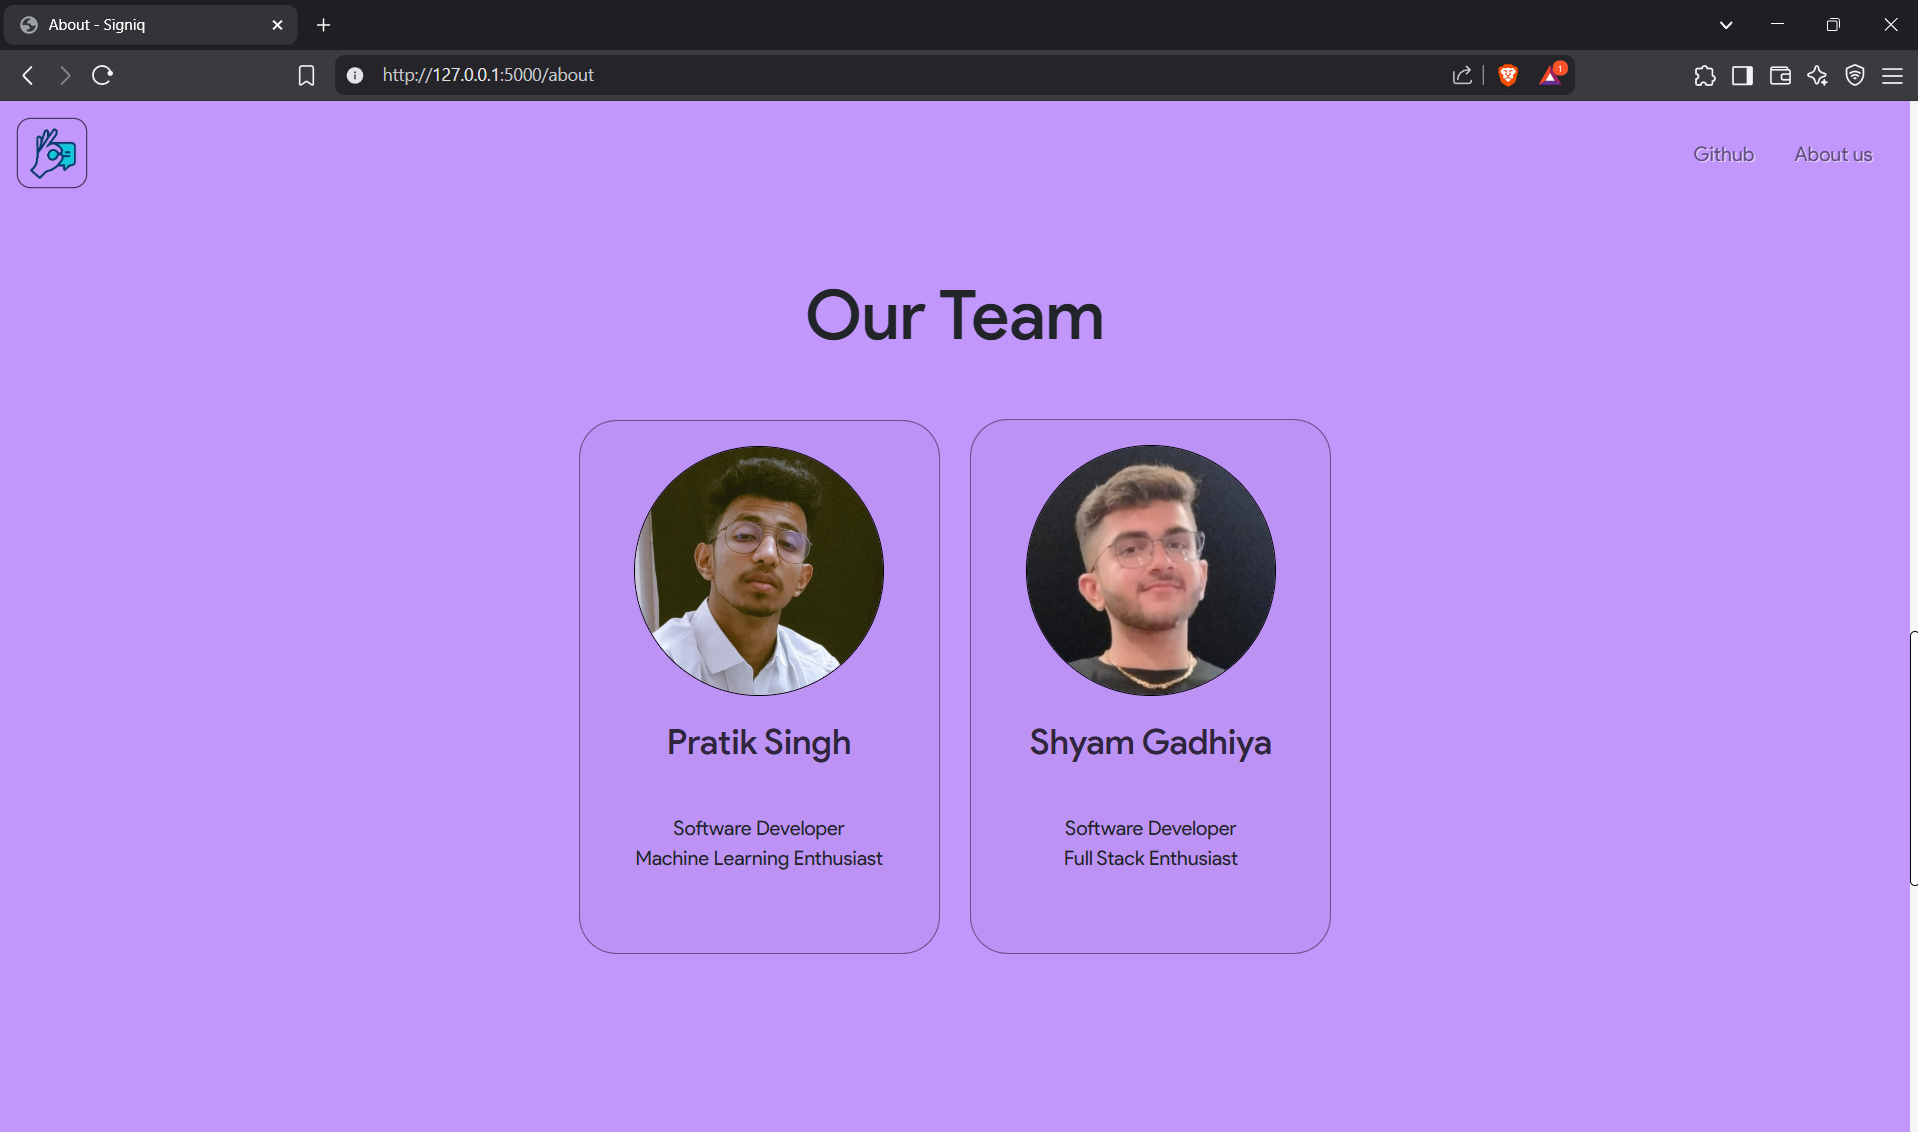 About - Signiq
http://127.0.0.1:5000/about
1
Github
About us
Our Team
Pratik Singh
Software Developer
Machine Learning Enthusiast
Shyam Gadhiya
Software Developer
Full Stack Enthusiast